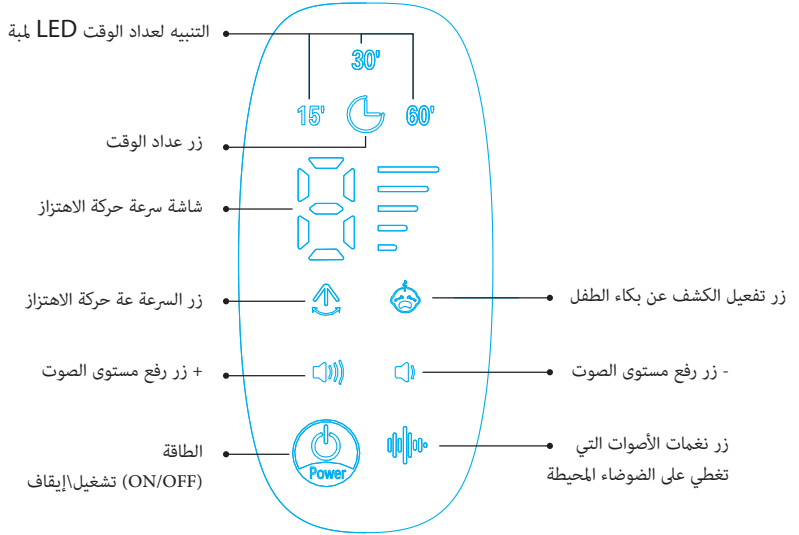 لمبة LED التنبيه لعداد الوقت
30'
15'
60'
زر عداد الوقت
شاشة سرعة حركة الاهتزاز
زر السرعة عة حركة الاهتزاز
زر تفعيل الكشف عن بكاء الطفل
+ زر رفع مستوى الصوت
- زر رفع مستوى الصوت
الطاقة
(ON/OFF) تشغيل\إيقاف
Power
زر نغمات الأصوات التي
تغطي على الضوضاء المحيطة